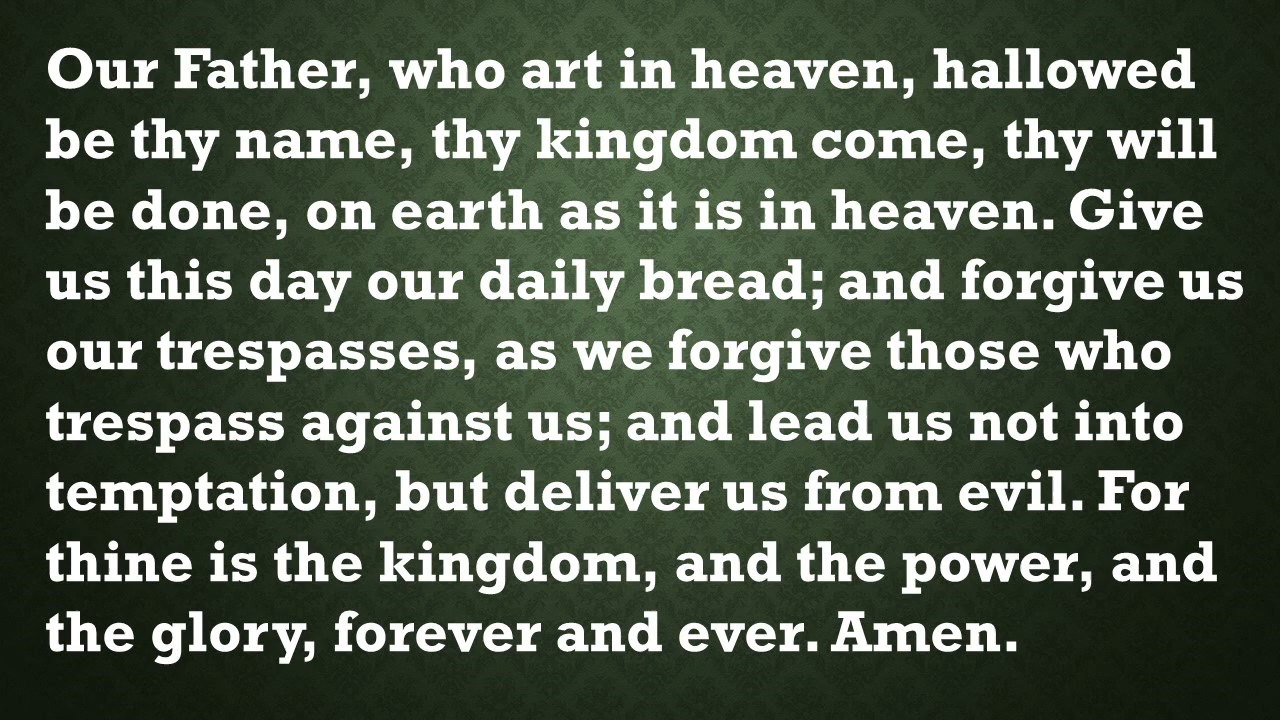 Our Father, who art in heaven, hallowed
be thy name, thy kingdom come, thy will
be done, on earth as it is in heaven. Give
us this day our daily bread; and forgive us
our trespasses, as we forgive those who
trespass against us; and lead us not into
temptation, but deliver us from evil. For
thine is the kingdom, and the power, and
the glory, forever and ever. Amen.